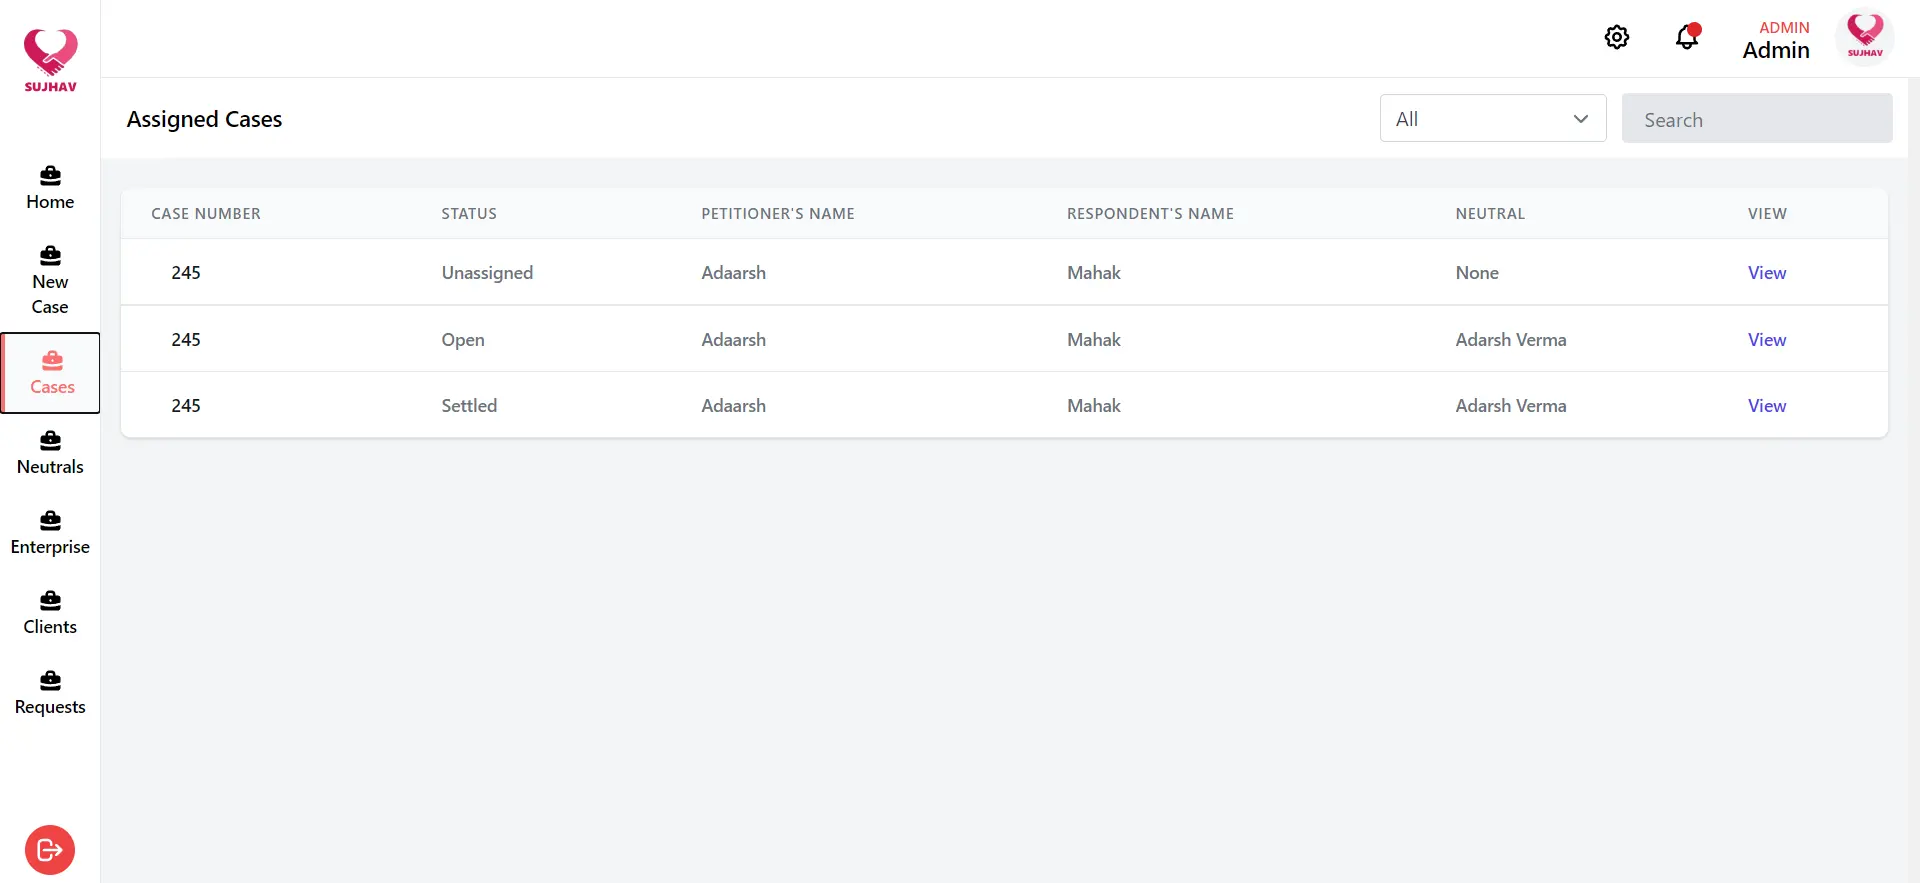 SUJHAV
ADMIN
Admin
SUJHAV
Assigned Cases
All
Search
Home
New
Case
Cases
Neutrals
Enterprise
Clients
Requests
CASE NUMBER STATUS PETITIONER'S NAME RESPONDENT'S NAME NEUTRAL VIEW
245 Unassigned Adaarsh Mahak None View
245 Open Adaarsh Mahak Adarsh Verma View
245 Settled Adaarsh Mahak Adarsh Verma View